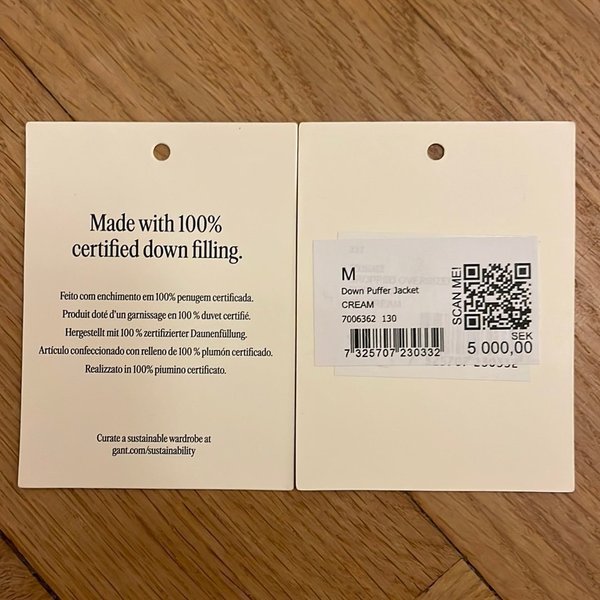 Made with 100%
certified down filling.
Feito com enchimento em 100% penugem certificada.
Produit doté d'un garnissage en 100 % duvet certifié.
Hergestellt mit 100 % zertifizierter Daunenfüllung.
Artículo confeccionado con relleno de 100 % plumón certificado.
Realizzato in 100% piumino certificato.
Curate a sustainable wardrobe at
gant.com/sustainability
M
Down Puffer Jacket
CREAM
7006362 130
7 325707 230332
SCAN ME!
SEK
5 000,00